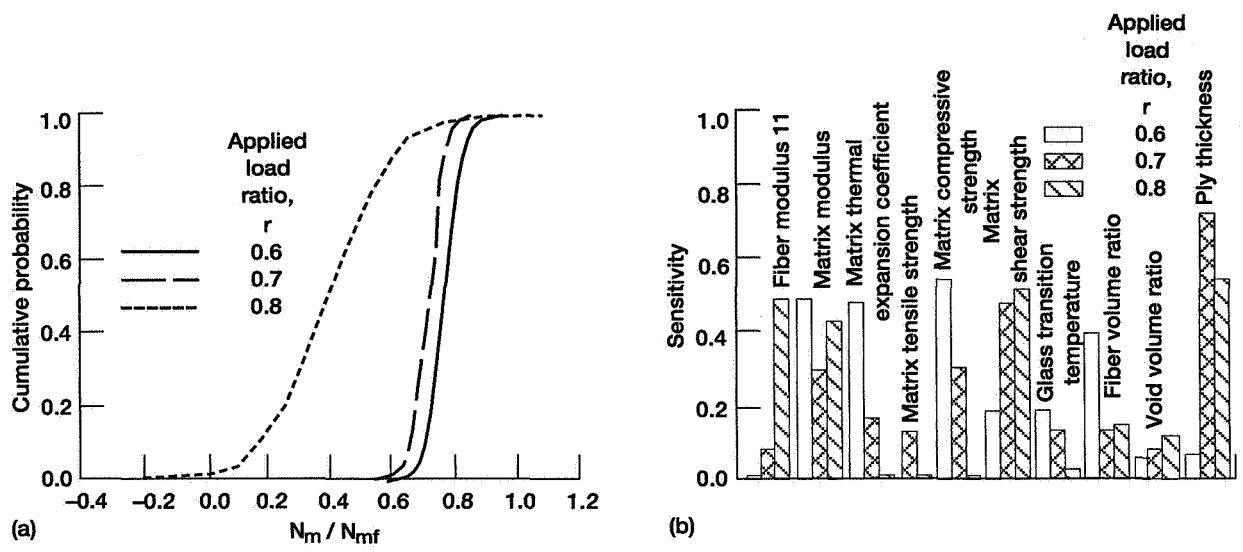 1.0
0.8
0.6
0.4
0.2
0.0
Cumulative probability
Applied
load
ratio,
r
0.6
0.7
0.8
−0.4
−0.2
0.0
0.2
0.4
0.6
0.8
1.0
1.2
Nm / Nmf
(a)
1.0
0.8
0.6
0.4
0.2
0.0
Sensitivity
Fiber modulus 11
Matrix modulus
Matrix thermal
expansion coefficient
Matrix tensile strength
Matrix compressive
strength
Matrix
shear strength
Glass transition
temperature
Fiber volume ratio
Void volume ratio
Ply thickness
Applied
load
ratio,
r
0.6
0.7
0.8
(b)